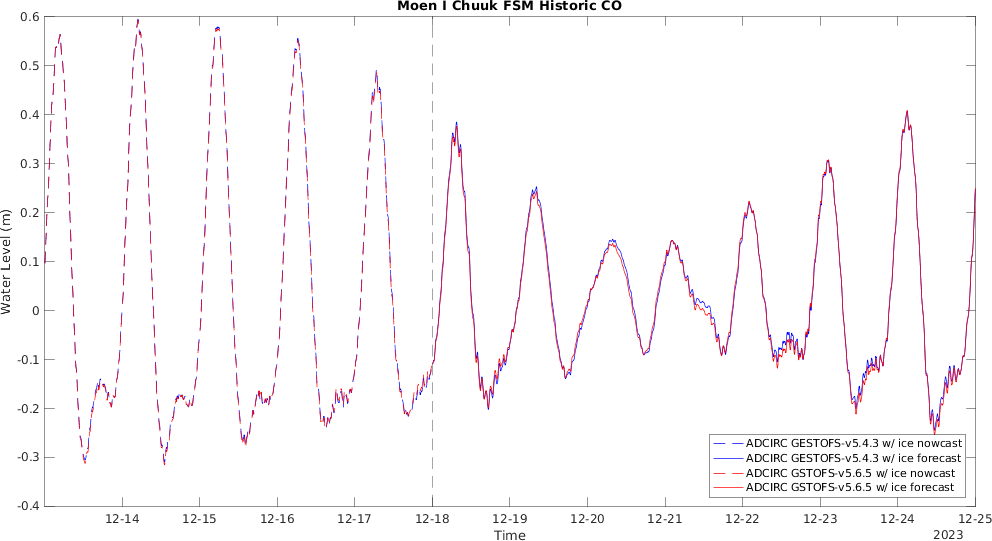 Moen I Chuuk FSM Historic CO
0.6
0.5
0.4
0.3
0.2
0.1
0
-0.1
-0.2
-0.3
-0.4
Water Level (m)
ADCIRC GESTOFS-v5.4.3 w/ ice nowcast
ADCIRC GESTOFS-v5.4.3 w/ ice forecast
ADCIRC GSTOFS-v5.6.5 w/ ice nowcast
ADCIRC GSTOFS-v5.6.5 w/ ice forecast
12-14 12-15 12-16 12-17 12-18 12-19 12-20 12-21 12-22 12-23 12-24 12-25
Time
2023